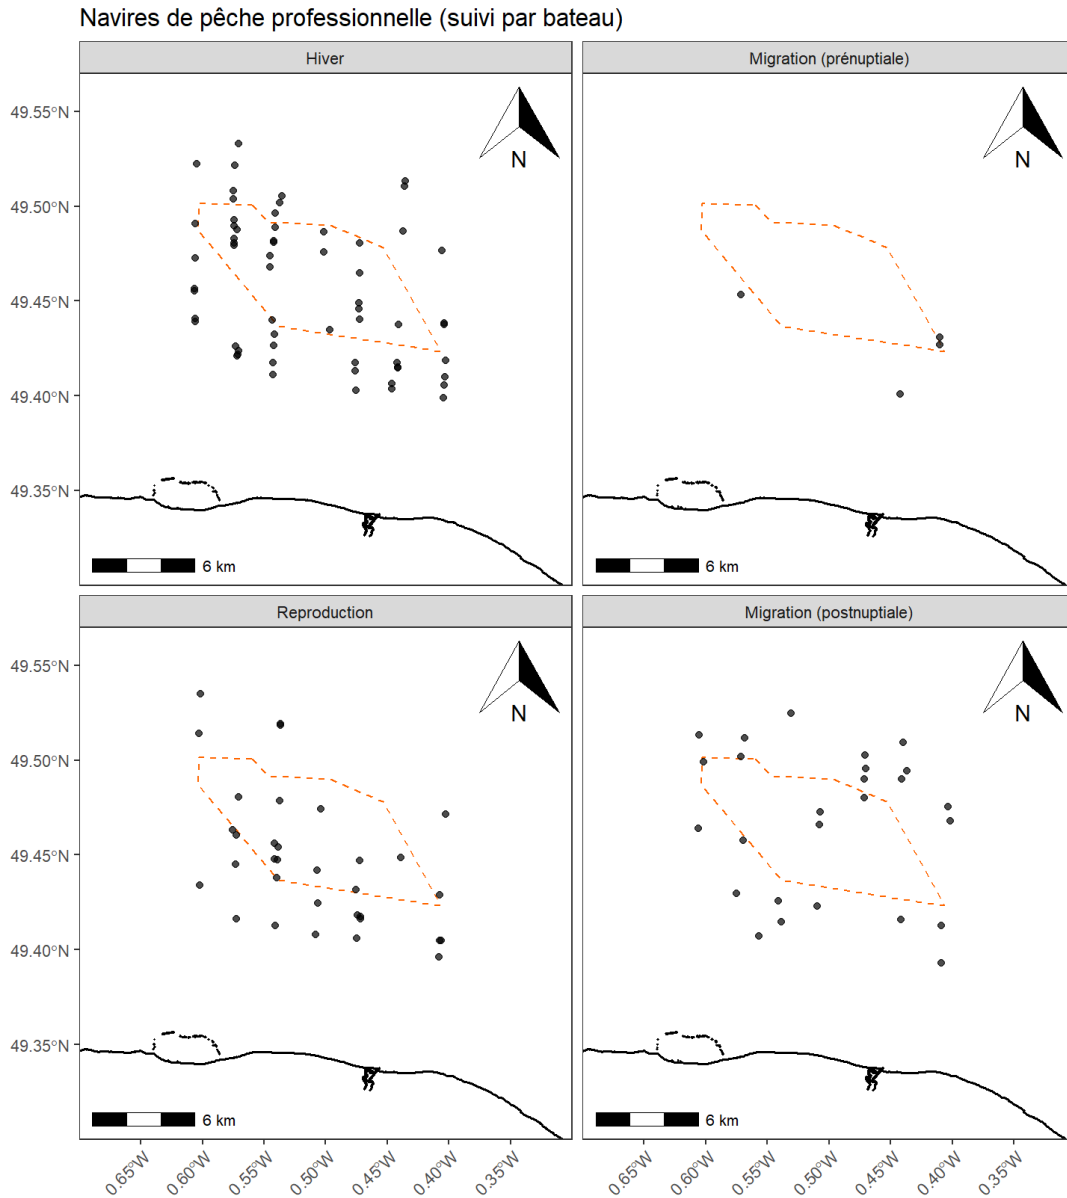 Navires de pêche professionnelle (suivi par bateau)
Hiver
Migration (prénuptiale)
49.55°N
49.50°N
49.45°N
49.40°N
49.35°N
N
6 km
N
6 km
Reproduction
Migration (postnuptiale)
49.55°N
49.50°N
49.45°N
49.40°N
49.35°N
N
6 km
N
6 km
0.65°W
0.60°W
0.55°W
0.50°W
0.45°W
0.40°W
0.35°W
0.65°W
0.60°W
0.55°W
0.50°W
0.45°W
0.40°W
0.35°W